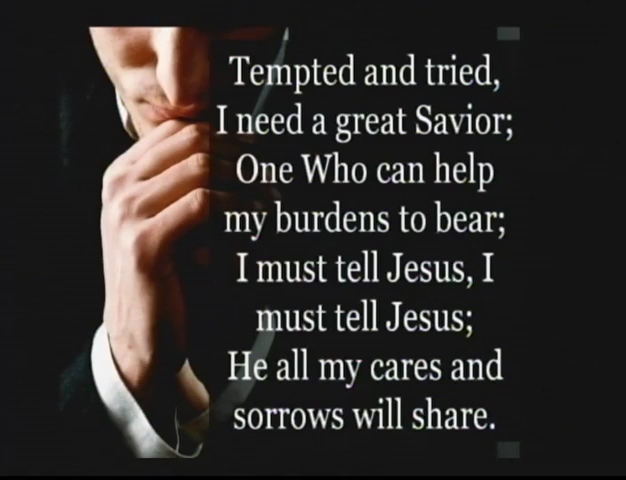 Tempted and tried,
I need a great Savior;
One Who can help
my burdens to bear;
I must tell Jesus, I
must tell Jesus;
He all my cares and
sorrows will share.